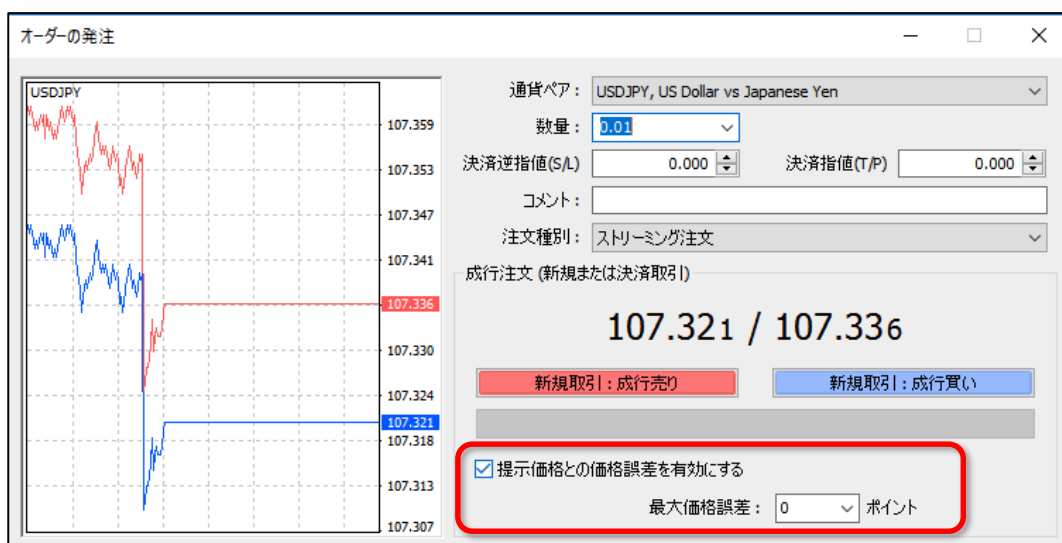 オーダーの発注
USDJPY
107.359
107.353
107.347
107.341
107.336
107.330
107.324
107.321
107.318
107.313
107.307
通貨ペア： USDJPY, US Dollar vs Japanese Yen
数量： 0.01
決済逆指値(S/L) 0.000 決済指値(T/P) 0.000
コメント：
注文種別： ストリーミング注文
成行注文 (新規または決済取引)
107.321 / 107.336
新規取引：成行売り 新規取引：成行買い
提示価格との価格誤差を有効にする
最大価格誤差： 0 ポイント